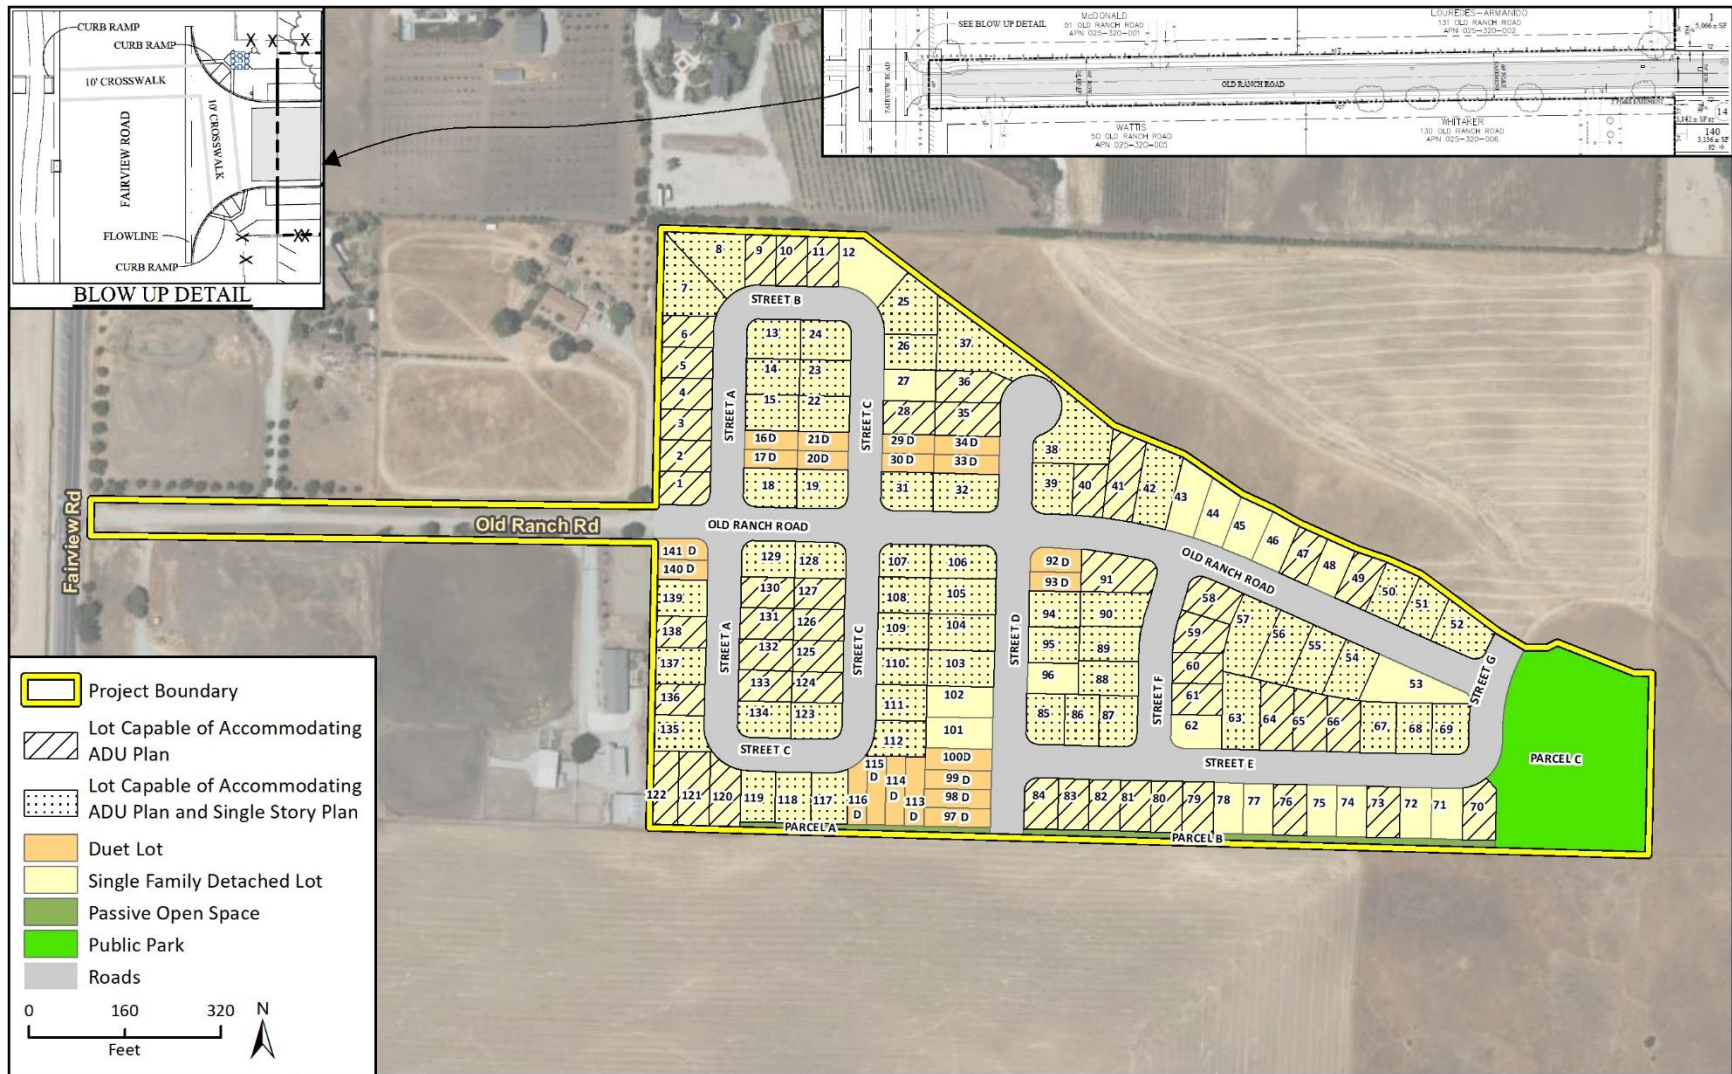 CURB RAMP
CURB RAMP
10' CROSSWALK
10' CROSSWALK
FAIRVIEW ROAD
FLOWLINE
CURB RAMP
BLOW UP DETAIL
SEE BLOW UP DETAIL
McDONALD
51 OLD RANCH ROAD
APN 025-320-001
LOUREDES-ARMANIDO
131 OLD RANCH ROAD
APN 025-320-002
1
5,066 ± SF
FAIRVIEW ROAD
OLD RANCH ROAD
WATTIS
50 OLD RANCH ROAD
APN 025-320-005
WHITAKER
130 OLD RANCH ROAD
APN 025-320-006
140
3,136 ± SF
8 9 10 11 12
7
STREET B
25
6 13 24
26 37
5 14 23
27 36
4 15 22
28 35
3
STREET A
STREET C
16 D 21 D 29 D 34 D
2 17 D 20 D 30 D 33 D
38
1 18 19 31 32
39 40 41 42 43 44 45 46 47 48 49 50 51 52
Fairview Rd
Old Ranch Rd
OLD RANCH ROAD
OLD RANCH ROAD
141 D
140 D
139
138
137
136
135
129 128
130 127
131 126
132 125
133 124
134 123
STREET A
STREET C
STREET C
107 106
108 105
109 104
110 103
111 102
112 101
STREET D
92 D
93 D
91
94 90
95 89
96 88
85 86 87
STREET F
58
59
60
61
62
57 56 55 54 53
63 64 65 66 67 68 69
STREET G
STREET E
PARCEL C
122 121 120 119 118 117
116 D
115 D
114 D
113 D
100 D
99 D
98 D
97 D
84 83 82 81 80 79 78 77 76 75 74 73 72 71 70
PARCEL A
PARCEL B
Project Boundary
Lot Capable of Accommodating
ADU Plan
Lot Capable of Accommodating
ADU Plan and Single Story Plan
Duet Lot
Single Family Detached Lot
Passive Open Space
Public Park
Roads
0 160 320
Feet
N